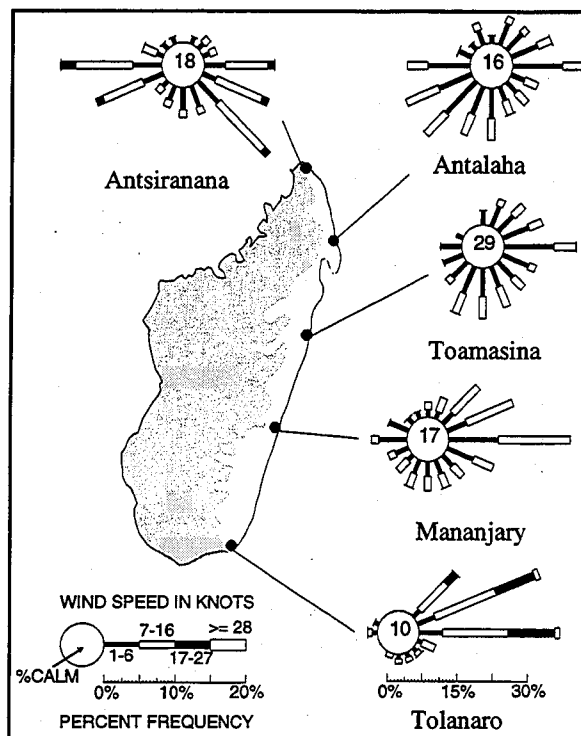 18
16
Antsiranana
Antalaha
29
Toamasina
17
Mananjary
WIND SPEED IN KNOTS
7-16
>= 28
1-6
17-27
%CALM
0%
10%
20%
PERCENT FREQUENCY
10
0%
15%
30%
Tolanaro